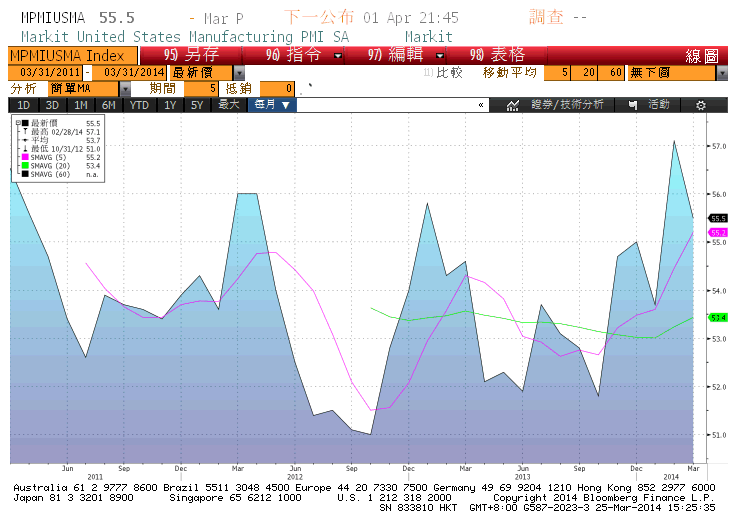 MPMIUSMA 55.5 - Mar P 下一公布 01 Apr 21:45 調查 --
Markit United States Manufacturing PMI SA Markit
MPMIUSMA Index 95) 另存 96) 指令 97) 編輯 98) 表格 線圖
03/31/2011 - 03/31/2014 最新價 比較 移動平均 5 20 60 無下圖
分析 簡單MA 期間 5 抵銷 0
1D 3D 1M 6M YTD 1Y 5Y 最大 每月 ▼ « 證券/技術分析 活動
最新價 55.5
最高 02/28/14 57.1
平均 53.7
最低 10/31/12 51.0
SMAVG (5) 55.2
SMAVG (20) 53.4
SMAVG (60) n.a.
57.0
56.0
55.5
55.2
55.0
54.0
53.4
53.0
52.0
51.0
Jun Sep Dec Mar Jun Sep Dec Mar Jun Sep Dec Mar
2011 2012 2013 2014
Australia 61 2 9777 8600 Brazil 5511 3048 4500 Europe 44 20 7330 7500 Germany 49 69 9204 1210 Hong Kong 852 2977 6000
Japan 81 3 3201 8900 Singapore 65 6212 1000 U.S. 1 212 318 2000 Copyright 2014 Bloomberg Finance L.P.
SN 833810 HKT GMT+8:00 G587-2023-3 25-Mar-2014 15:25:35